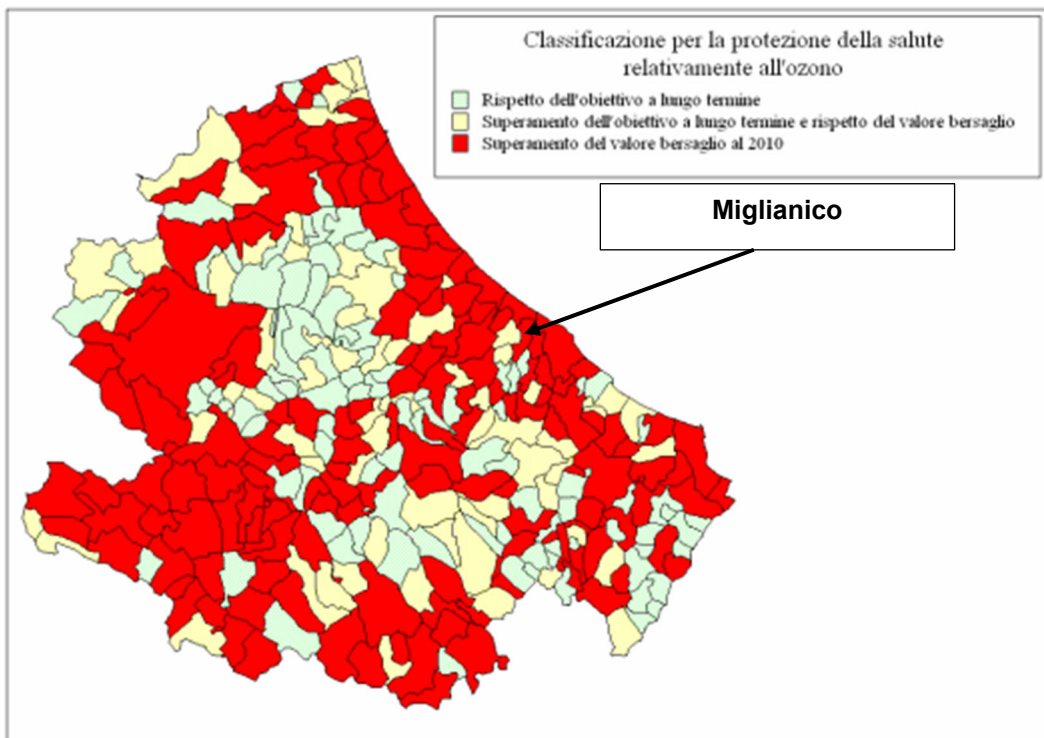 Classificazione per la protezione della salute
relativamente all'ozono
Rispetto dell'obiettivo a lungo termine
Superamento dell'obiettivo a lungo termine e rispetto del valore bersaglio
Superamento del valore bersaglio al 2010
Miglianico